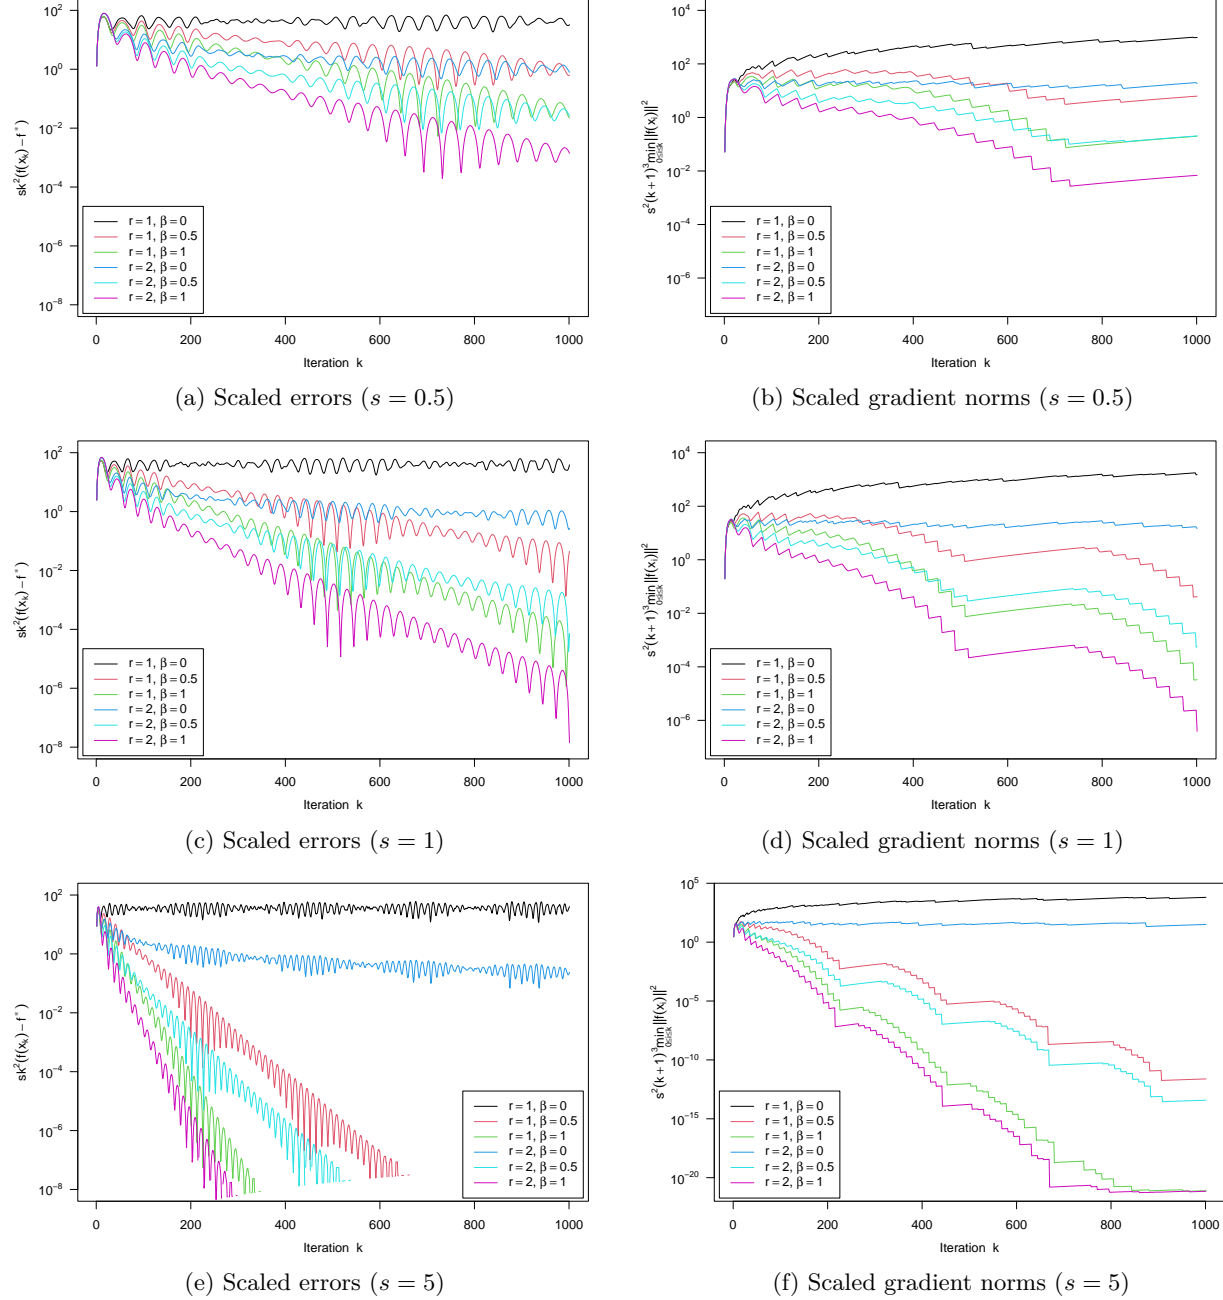 10^2
10^0
10^−2
10^−4
10^−6
10^−8
sk^2(f(x_k) − f*)
0 200 400 600 800 1000
Iteration k
r = 1, β = 0
r = 1, β = 0.5
r = 1, β = 1
r = 2, β = 0
r = 2, β = 0.5
r = 2, β = 1
(a) Scaled errors (s = 0.5)
10^4
10^2
10^0
10^−2
10^−4
10^−6
s^2(k + 1)^3 min_{0≤i≤k} ||f(x_i)||^2
0 200 400 600 800 1000
Iteration k
r = 1, β = 0
r = 1, β = 0.5
r = 1, β = 1
r = 2, β = 0
r = 2, β = 0.5
r = 2, β = 1
(b) Scaled gradient norms (s = 0.5)
10^2
10^0
10^−2
10^−4
10^−6
10^−8
sk^2(f(x_k) − f*)
0 200 400 600 800 1000
Iteration k
r = 1, β = 0
r = 1, β = 0.5
r = 1, β = 1
r = 2, β = 0
r = 2, β = 0.5
r = 2, β = 1
(c) Scaled errors (s = 1)
10^4
10^2
10^0
10^−2
10^−4
10^−6
s^2(k + 1)^3 min_{0≤i≤k} ||f(x_i)||^2
0 200 400 600 800 1000
Iteration k
r = 1, β = 0
r = 1, β = 0.5
r = 1, β = 1
r = 2, β = 0
r = 2, β = 0.5
r = 2, β = 1
(d) Scaled gradient norms (s = 1)
10^2
10^0
10^−2
10^−4
10^−6
10^−8
sk^2(f(x_k) − f*)
0 200 400 600 800 1000
Iteration k
r = 1, β = 0
r = 1, β = 0.5
r = 1, β = 1
r = 2, β = 0
r = 2, β = 0.5
r = 2, β = 1
(e) Scaled errors (s = 5)
10^5
10^0
10^−5
10^−10
10^−15
10^−20
s^2(k + 1)^3 min_{0≤i≤k} ||f(x_i)||^2
0 200 400 600 800 1000
Iteration k
r = 1, β = 0
r = 1, β = 0.5
r = 1, β = 1
r = 2, β = 0
r = 2, β = 0.5
r = 2, β = 1
(f) Scaled gradient norms (s = 5)